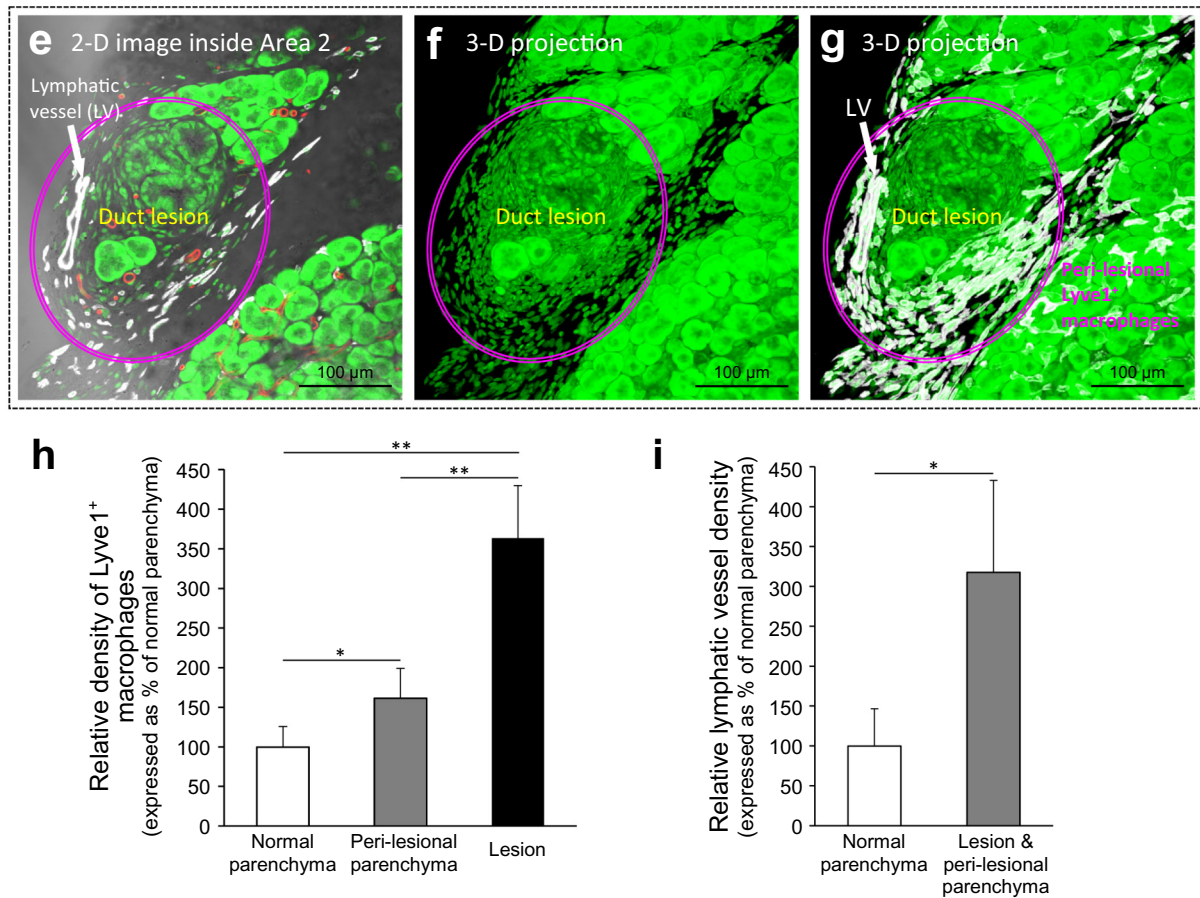 e 2-D image inside Area 2
Lymphatic
vessel (LV)
Duct lesion
100 µm
f 3-D projection
Duct lesion
100 µm
g 3-D projection
LV
Duct lesion
Peri-lesional
Lyve1⁺
macrophages
100 µm
h
Relative density of Lyve1⁺
macrophages
(expressed as % of normal parenchyma)
450
400
350
300
250
200
150
100
50
0
**
**
*
Normal
parenchyma
Peri-lesional
parenchyma
Lesion
i
Relative lymphatic vessel density
(expressed as % of normal parenchyma)
450
400
350
300
250
200
150
100
50
0
*
Normal
parenchyma
Lesion &
peri-lesional
parenchyma